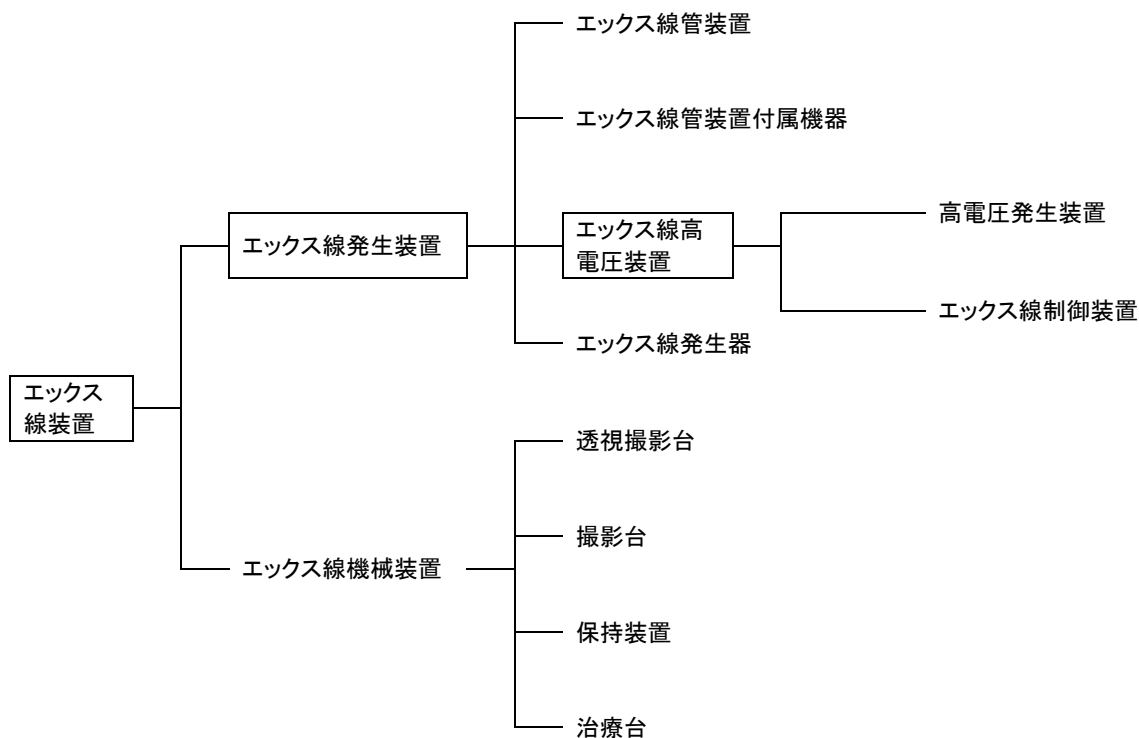 エックス線管装置
エックス線管装置付属機器
高電圧発生装置
エックス線発生装置
エックス線高
電圧装置
エックス線制御装置
エックス線発生器
エックス
線装置
透視撮影台
撮影台
エックス線機械装置
保持装置
治療台